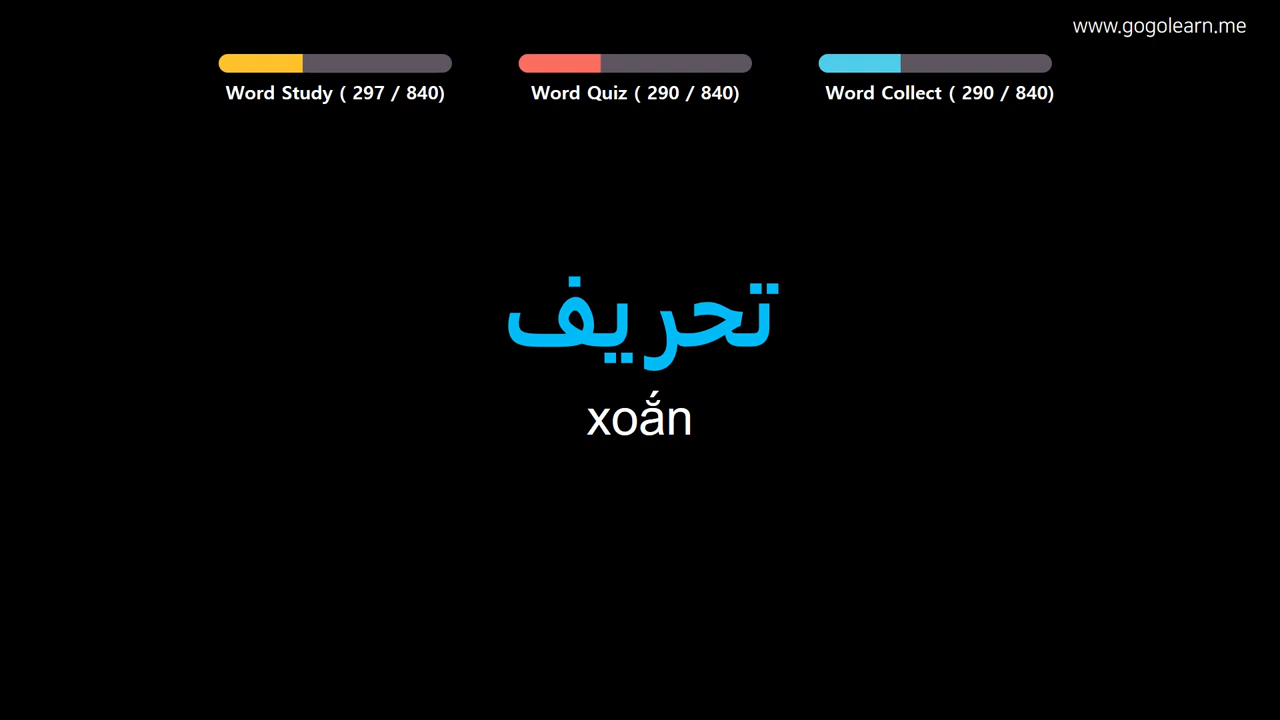 www.gogolearn.me
Word Study ( 297 / 840)
Word Quiz ( 290 / 840)
Word Collect ( 290 / 840)
تحريف
xoắn